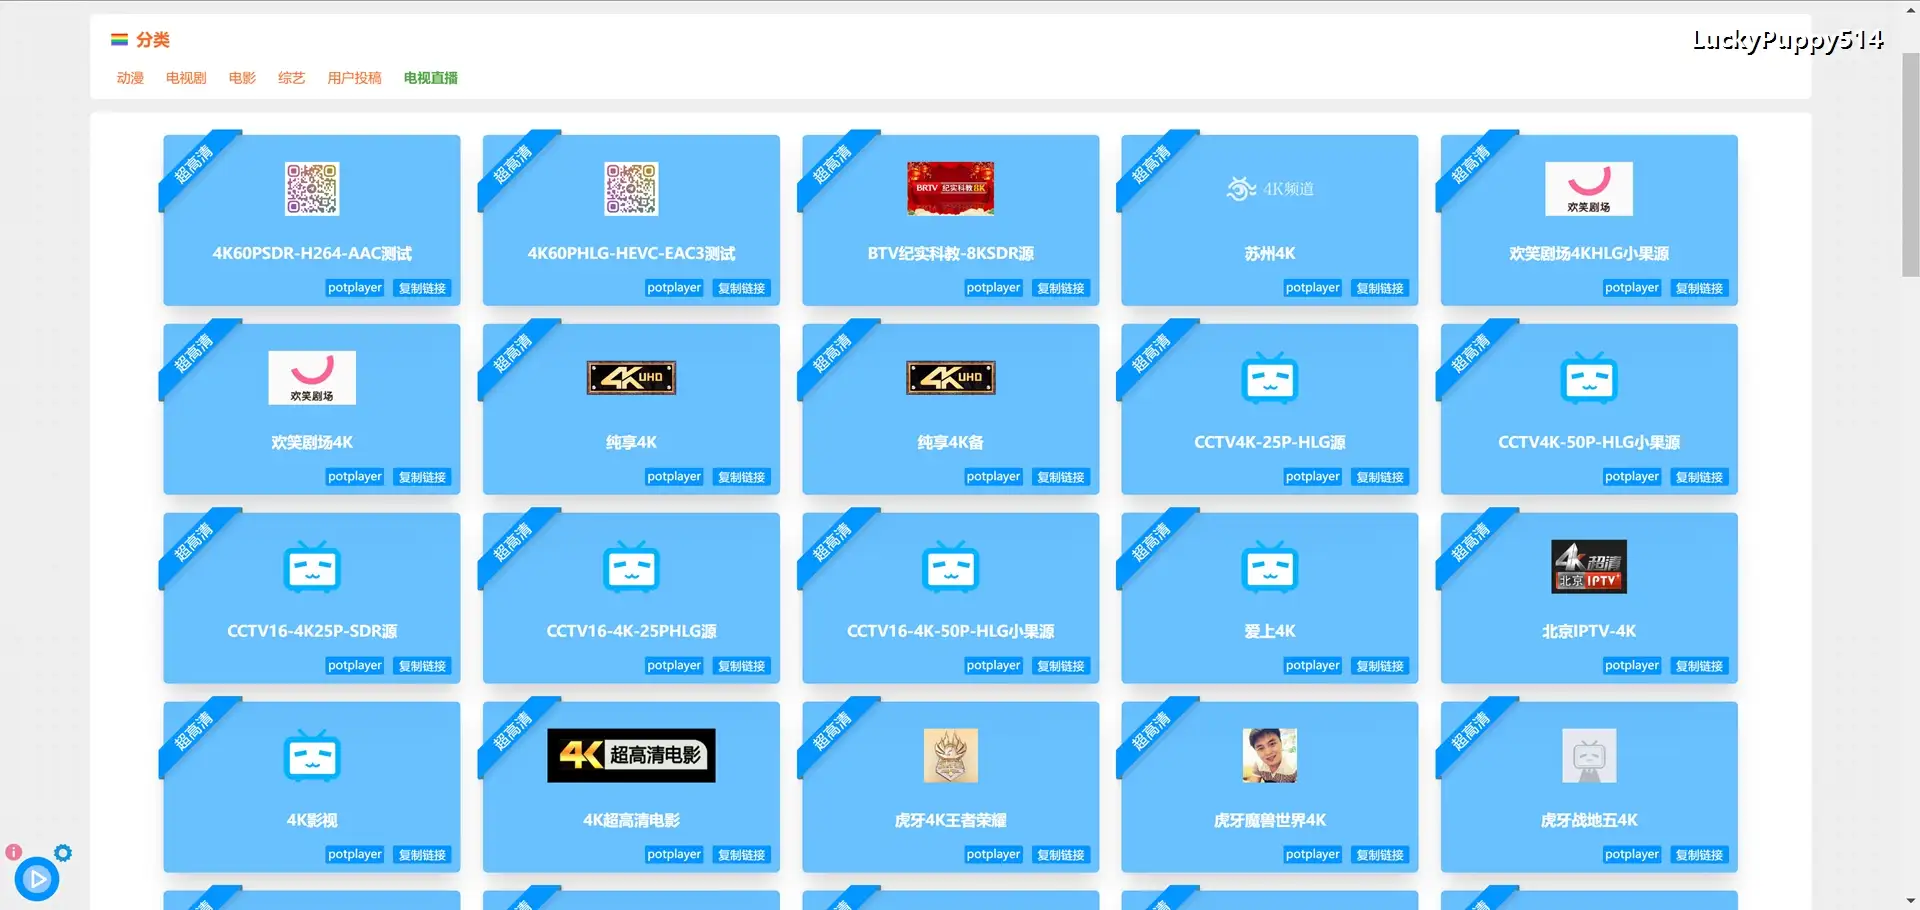 分类
LuckyPuppy514
动漫 电视剧 电影 综艺 用户投稿 电视直播
超高清 超高清 超高清 超高清 超高清
BRTV 纪实科教8K 4K频道 欢笑剧场
4K60PSDR-H264-AAC测试 4K60PHLG-HEVC-EAC3测试 BTV纪实科教-8KSDR源 苏州4K 欢笑剧场4KHLG小果源
potplayer 复制链接 potplayer 复制链接 potplayer 复制链接 potplayer 复制链接 potplayer 复制链接
超高清 超高清 超高清 超高清 超高清
欢笑剧场 4K UHD 4K UHD
欢笑剧场4K 纯享4K 纯享4K备 CCTV4K-25P-HLG源 CCTV4K-50P-HLG小果源
potplayer 复制链接 potplayer 复制链接 potplayer 复制链接 potplayer 复制链接 potplayer 复制链接
超高清 超高清 超高清 超高清 超高清
4K超清
北京IPTV+
CCTV16-4K25P-SDR源 CCTV16-4K-25PHLG源 CCTV16-4K-50P-HLG小果源 爱上4K 北京IPTV-4K
potplayer 复制链接 potplayer 复制链接 potplayer 复制链接 potplayer 复制链接 potplayer 复制链接
超高清 超高清 超高清 超高清 超高清
4K 超高清电影
4K影视 4K超高清电影 虎牙4K王者荣耀 虎牙魔兽世界4K 虎牙战地五4K
potplayer 复制链接 potplayer 复制链接 potplayer 复制链接 potplayer 复制链接 potplayer 复制链接